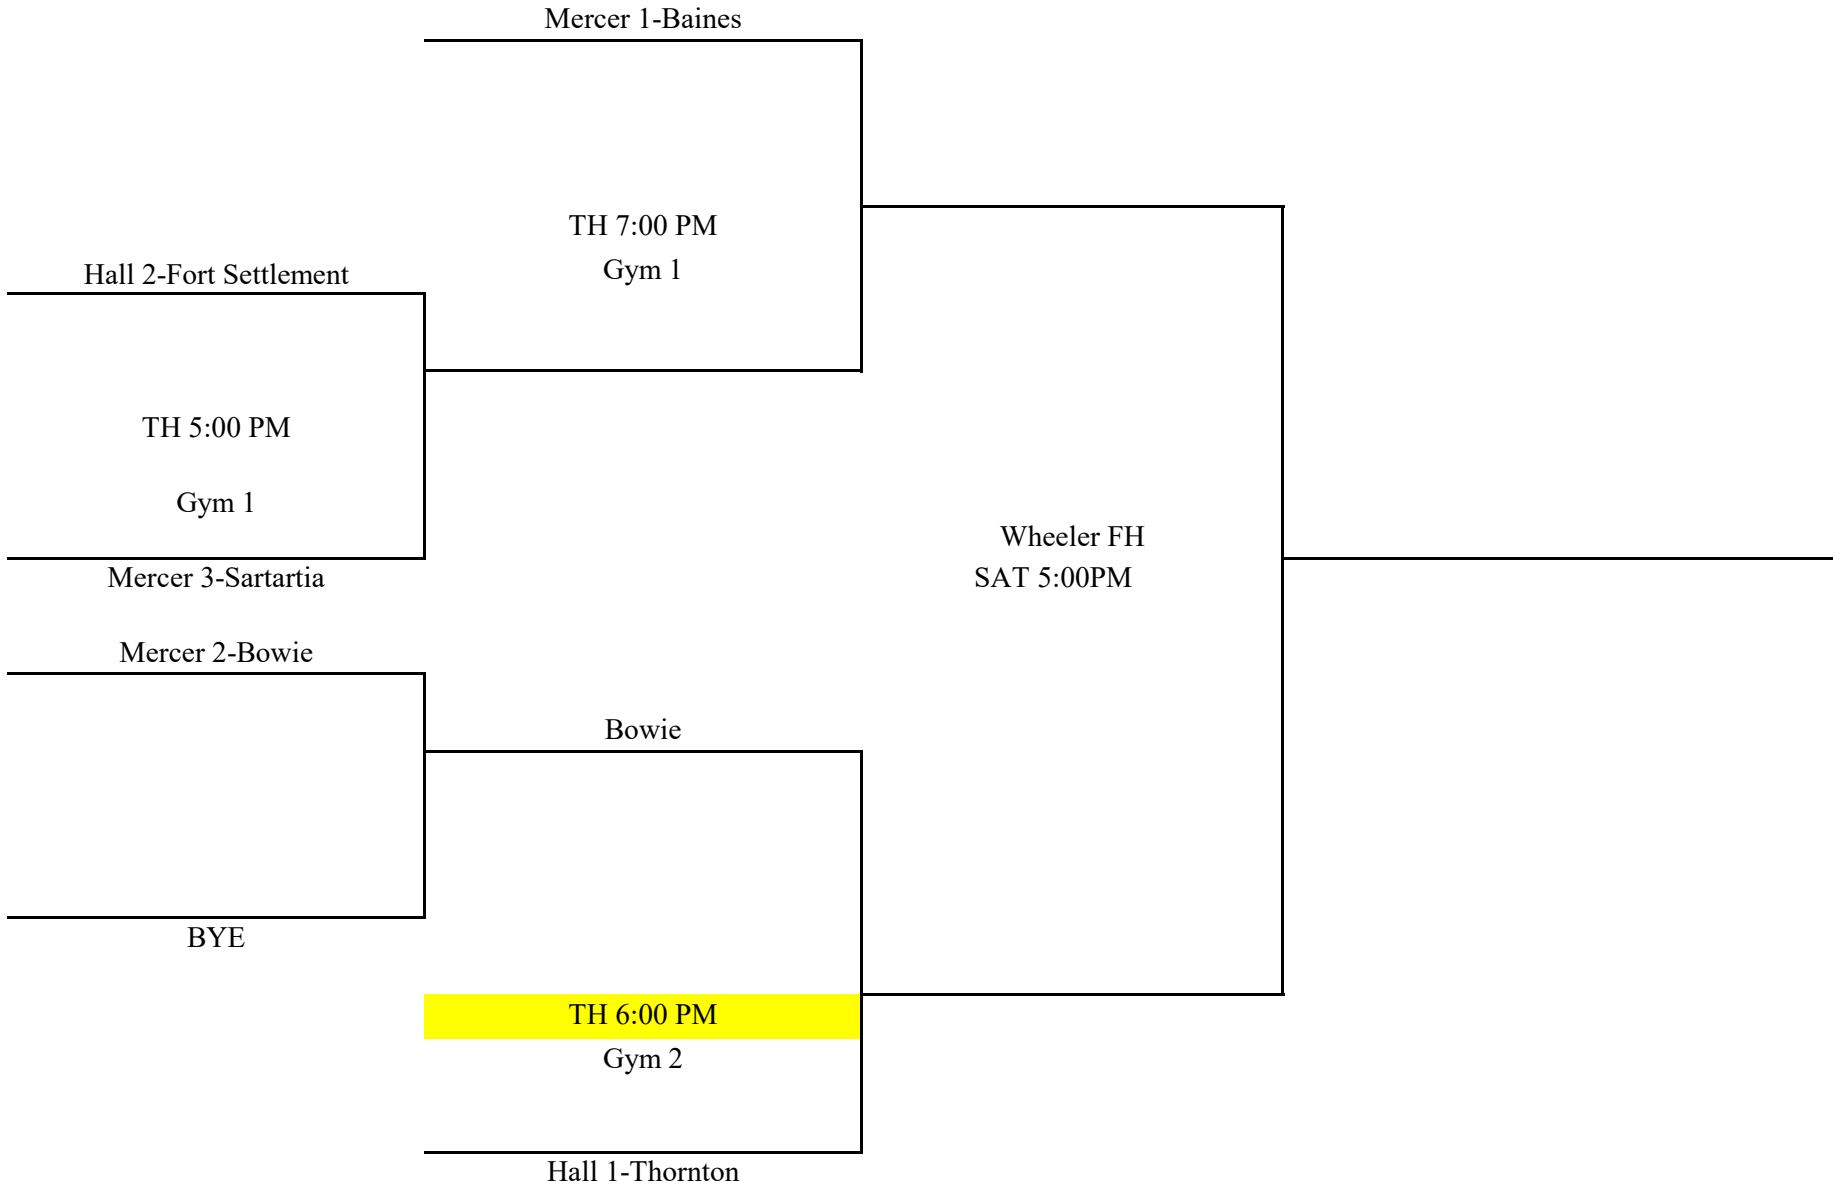 Mercer 1-Baines
TH 7:00 PM
Gym 1
Hall 2-Fort Settlement
TH 5:00 PM
Gym 1
Mercer 3-Sartartia
Wheeler FH
SAT 5:00PM
Mercer 2-Bowie
Bowie
BYE
TH 6:00 PM
Gym 2
Hall 1-Thornton